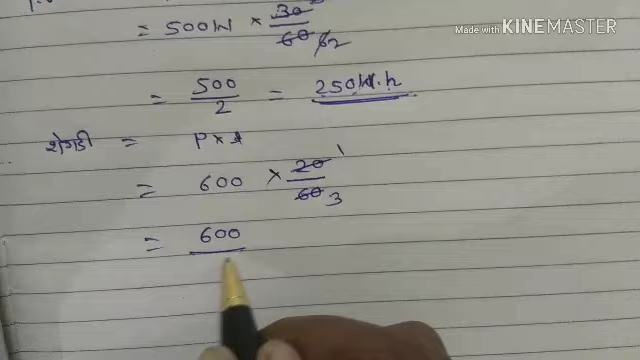 Made with KINEMASTER
= 500W × 30/60 2
= 500/2 = 250W.h
शेगडी = P × t
= 600 × 20/60 1 3
= 600